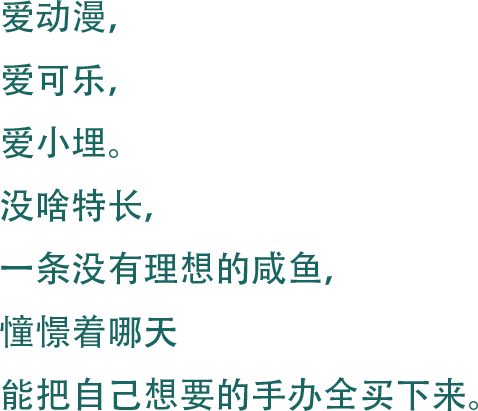 爱动漫,
爱可乐,
爱小埋。
没啥特长,
一条没有理想的咸鱼,
憧憬着哪天
能把自己想要的手办全买下来。